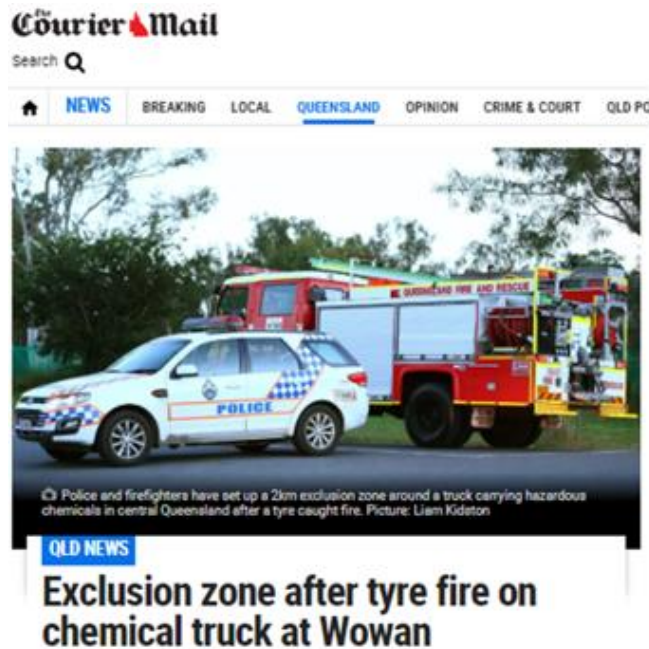 The Courier Mail
Search
NEWS BREAKING LOCAL QUEENSLAND OPINION CRIME & COURT QLD PO
QUEENSLAND FIRE AND RESCUE
POLICE
Police and firefighters have set up a 2km exclusion zone around a truck carrying hazardous
chemicals in central Queensland after a tyre caught fire. Picture: Liam Kidston
QLD NEWS
Exclusion zone after tyre fire on
chemical truck at Wowan